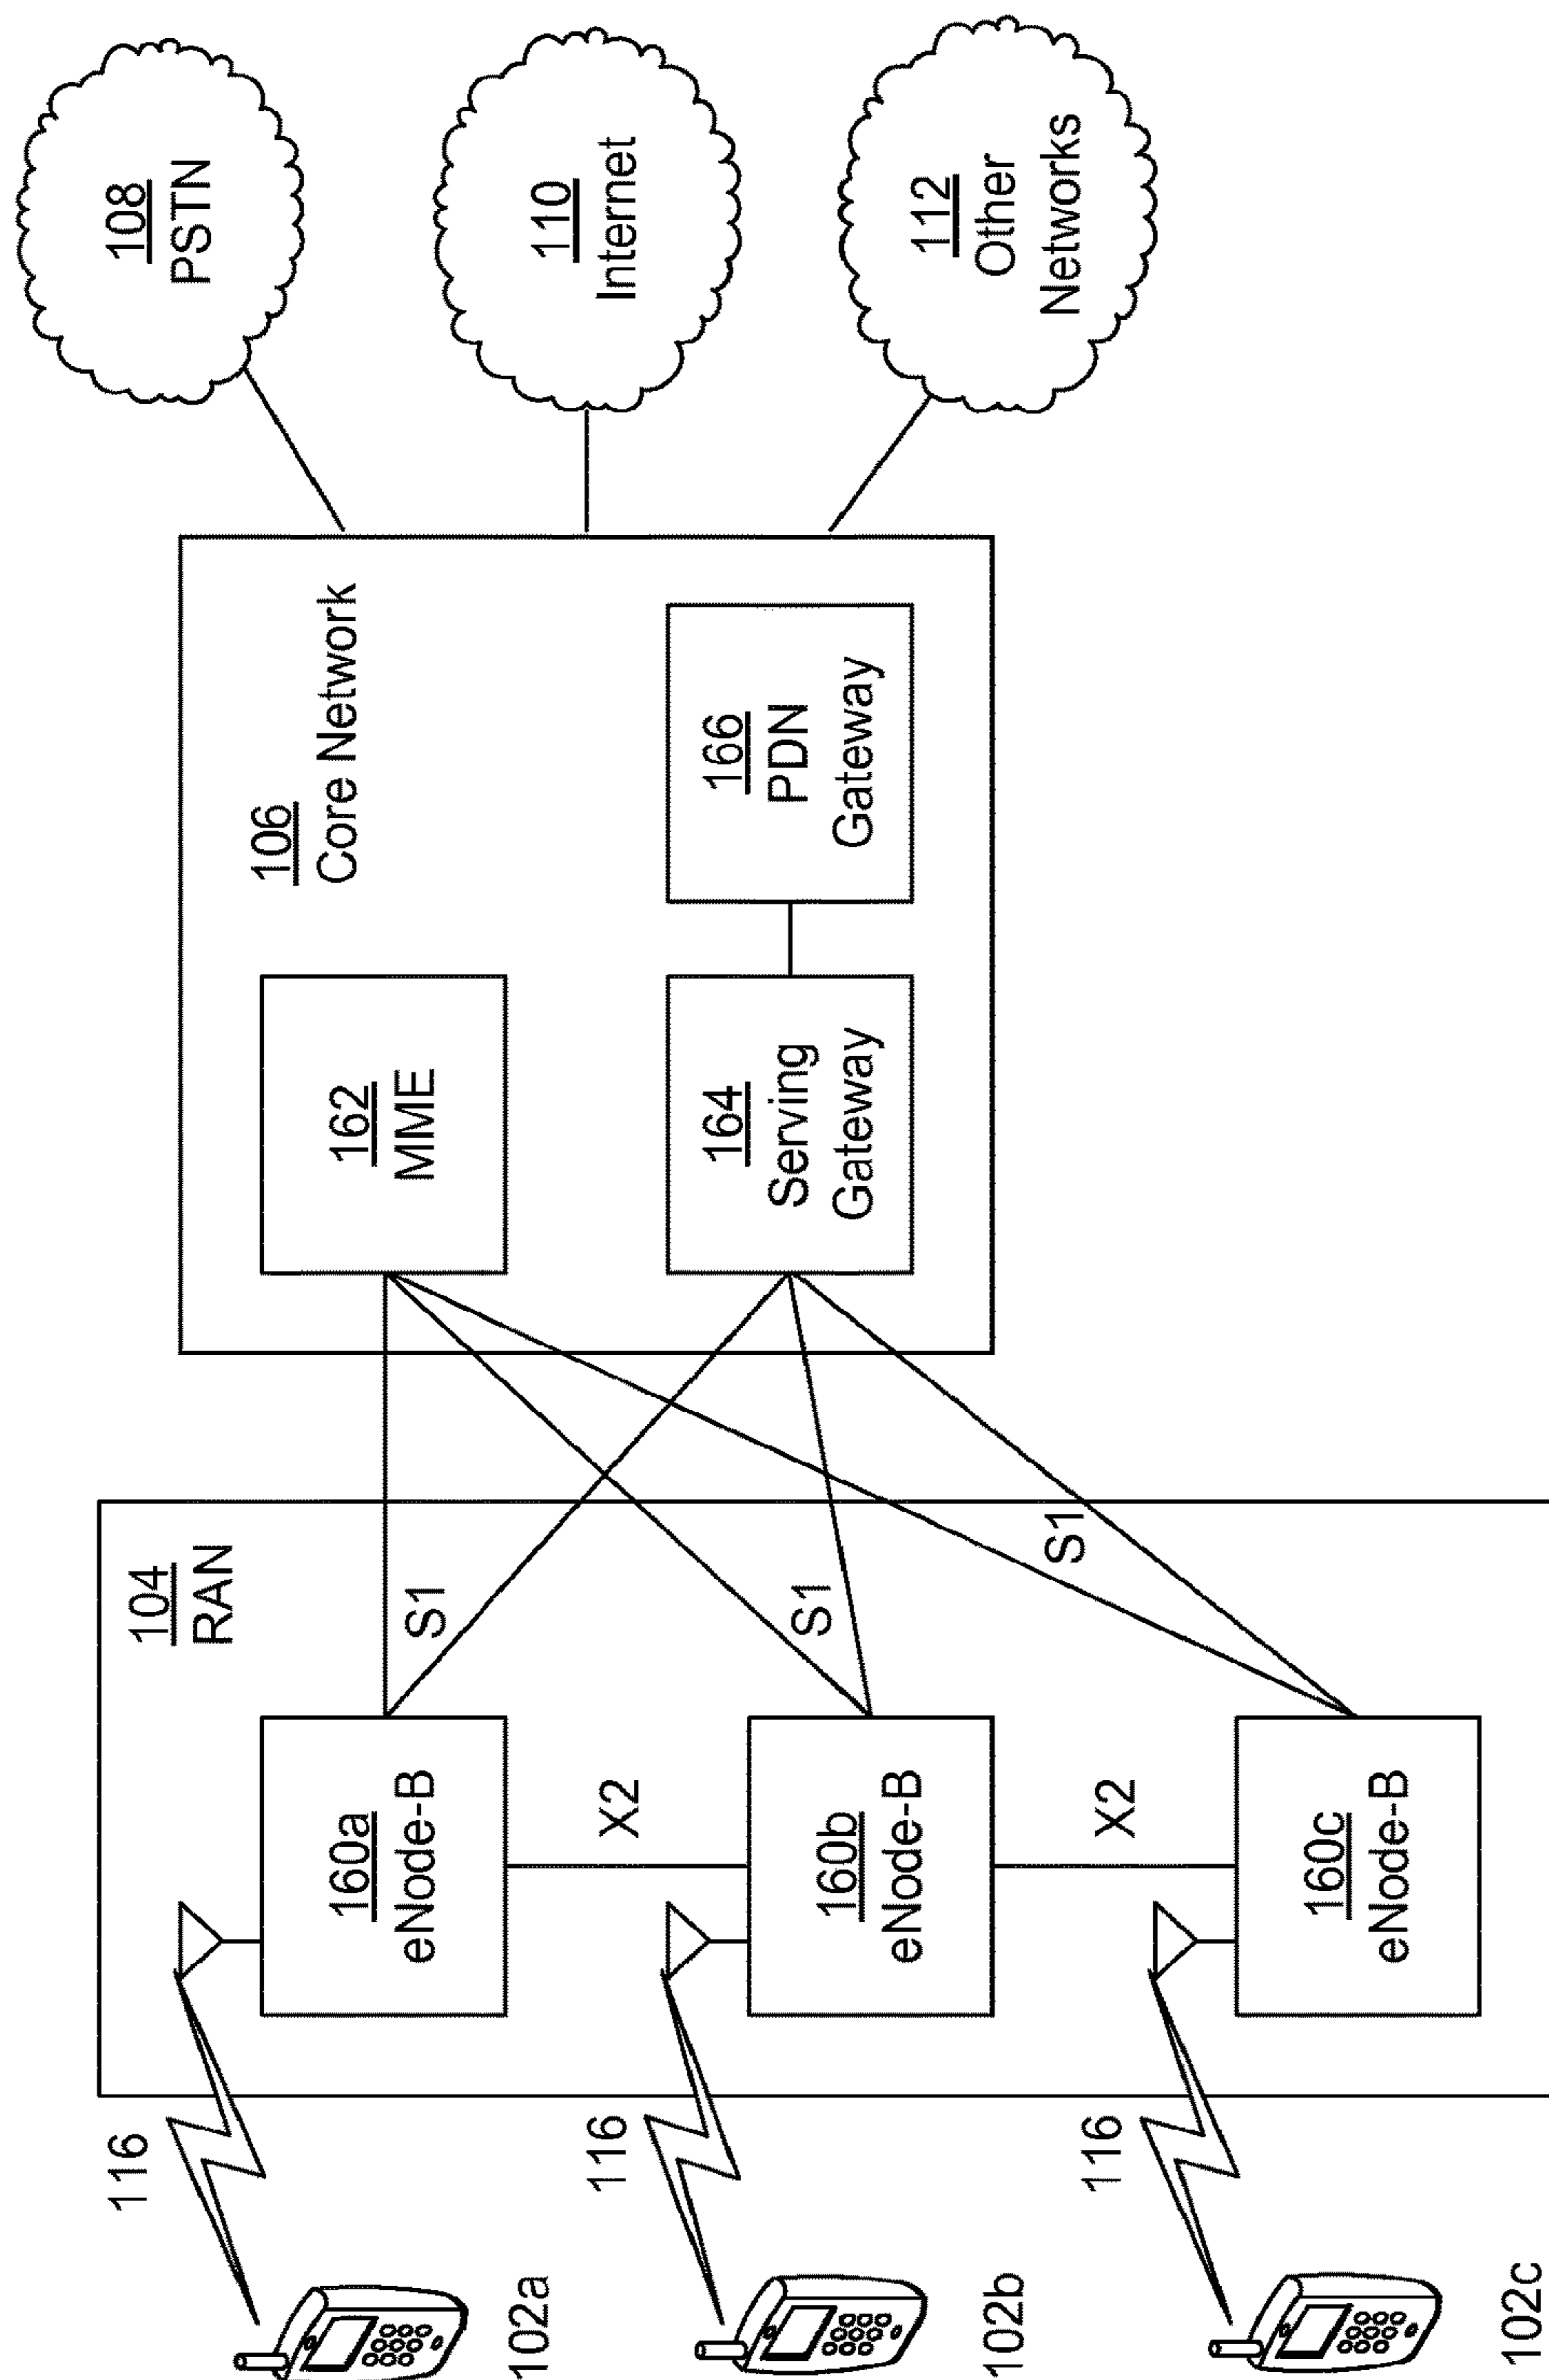 116
102a
116
102b
116
102c
104
RAN
160a
eNode-B
X2
160b
eNode-B
X2
160c
eNode-B
S1
S1
S1
106
Core Network
162
MME
164
Serving
Gateway
166
PDN
Gateway
108
PSTN
110
Internet
112
Other
Networks